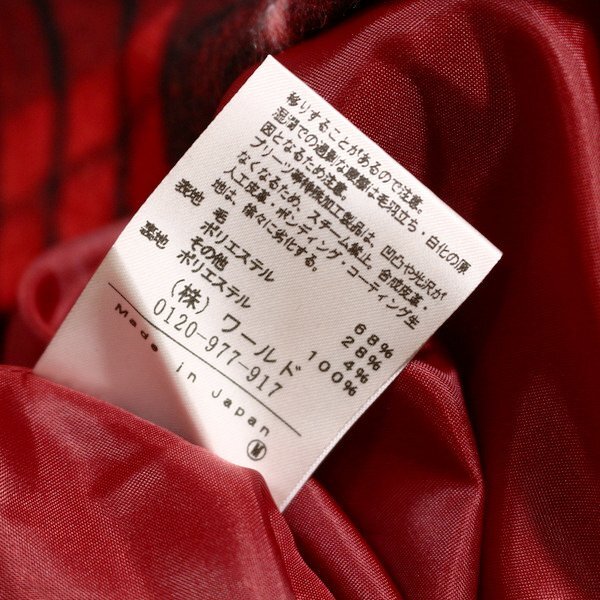 移りすることがあるので注意。
湿潤での過剰な摩擦は毛羽立ち・白化の原
因となるため注意。
プリーツ等特殊加工製品は、凹凸や光沢が
なくなるため、スチーム禁止。合成皮革・
人工皮革・ボンディング・コーティング生
地は、徐々に劣化する。
表地 毛 68%
ポリエステル 28%
その他 4%
裏地 ポリエステル 100%
(株) ワールド
0120-977-917
Made in Japan
M